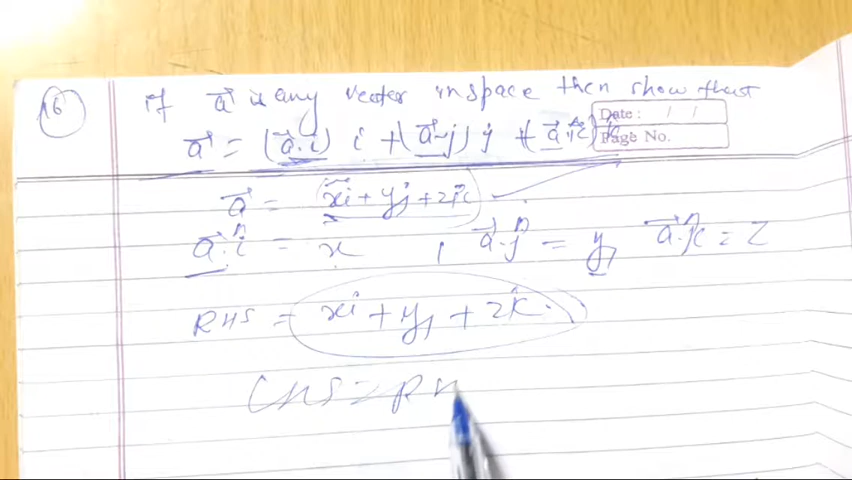 16 if a⃗ is any vector in space then show that
a⃗ = (a⃗.i) i + (a⃗.j) j + (a⃗.k̂) k
Date : / /
Page No.
a⃗ = xi + yj + zk
a⃗.î = x , a⃗.ĵ = y, a⃗.k̂ = z
RHS = xi + yj + zk.
LHS = RH